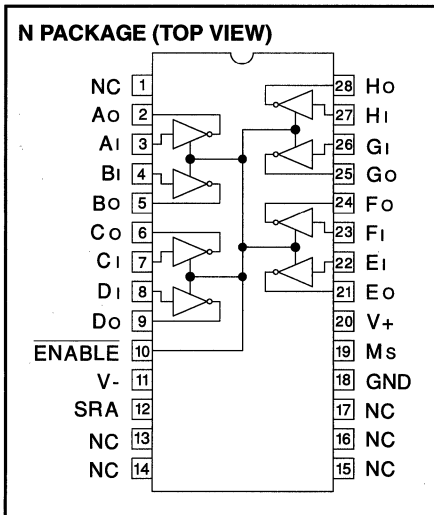 N PACKAGE (TOP VIEW)
NC 1 28 HO
AO 2 27 HI
AI 3 26 GI
BI 4 25 GO
BO 5 24 FO
CO 6 23 FI
CI 7 22 EI
DI 8 21 EO
DO 9 20 V+
ENABLE 10 19 MS
V- 11 18 GND
SRA 12 17 NC
NC 13 16 NC
NC 14 15 NC